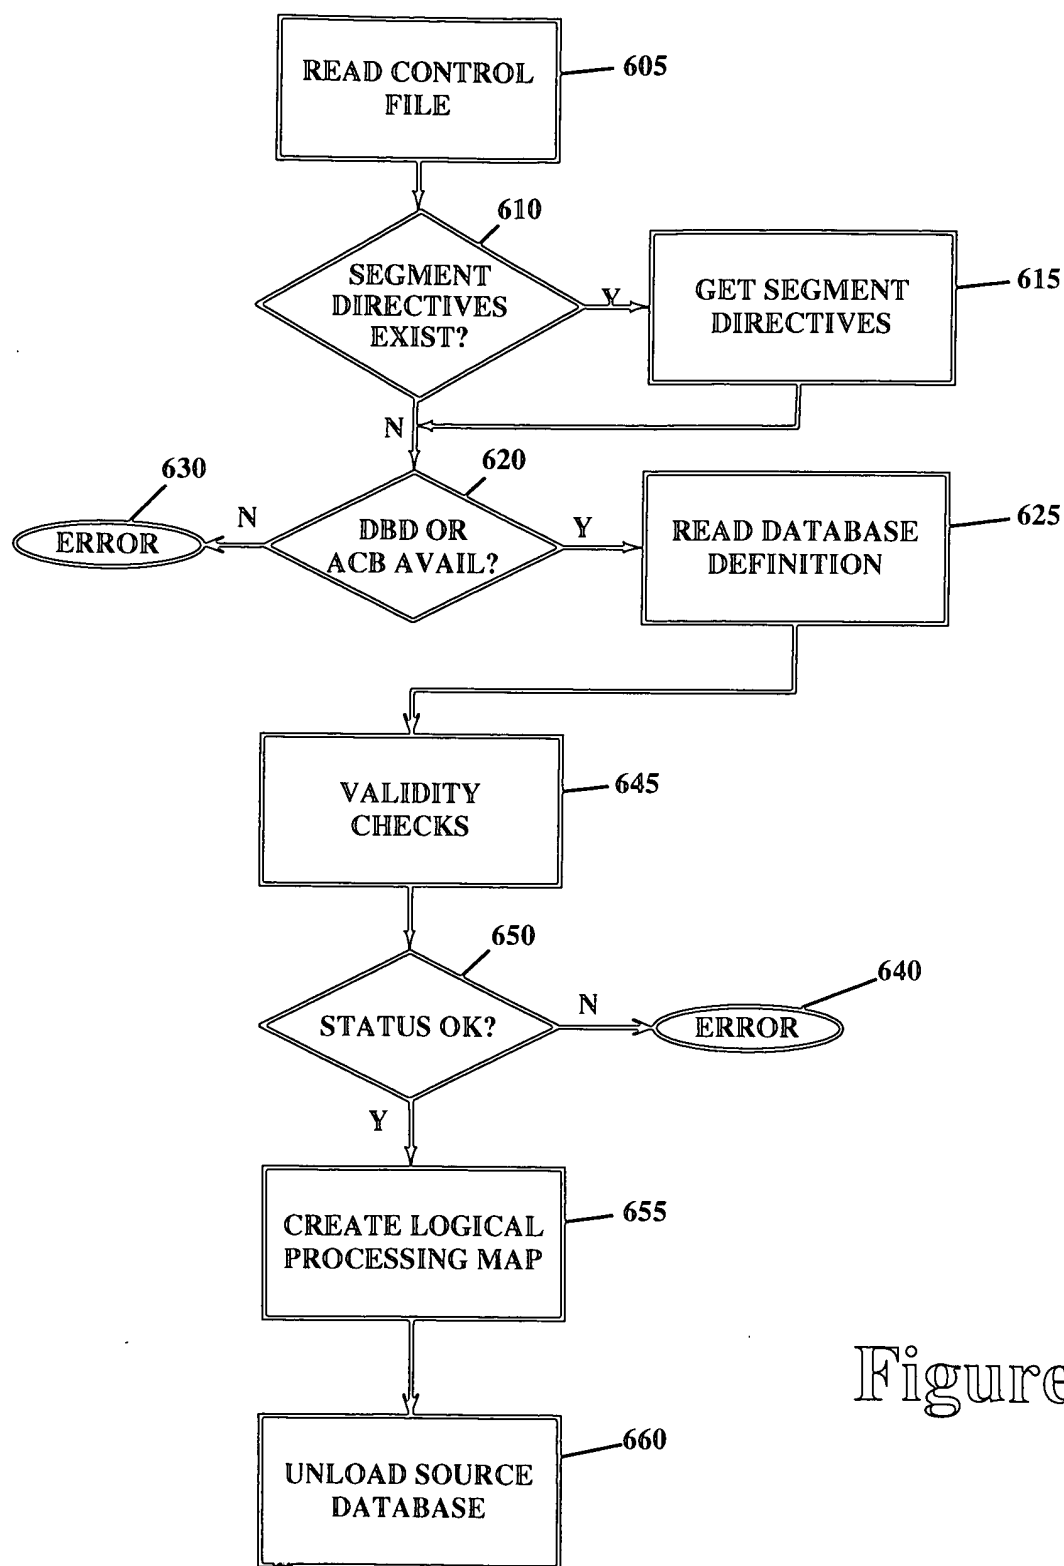 READ CONTROL
FILE
605
610
SEGMENT
DIRECTIVES
EXIST?
Y
GET SEGMENT
DIRECTIVES
615
N
630
ERROR
N
620
DBD OR
ACB AVAIL?
Y
READ DATABASE
DEFINITION
625
VALIDITY
CHECKS
645
650
STATUS OK?
N
640
ERROR
Y
CREATE LOGICAL
PROCESSING MAP
655
Figure
UNLOAD SOURCE
DATABASE
660